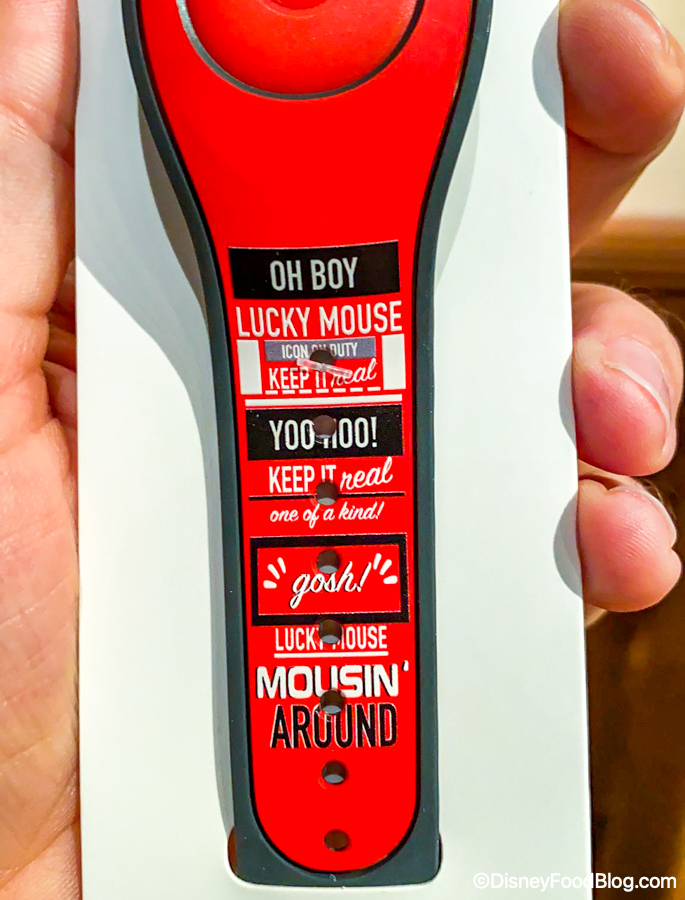 OH BOY
LUCKY MOUSE
ICON ON DUTY
KEEP IT real
YOO HOO!
KEEP IT real
one of a kind!
gosh!
LUCKY MOUSE
MOUSIN'
AROUND
©DisneyFoodBlog.com